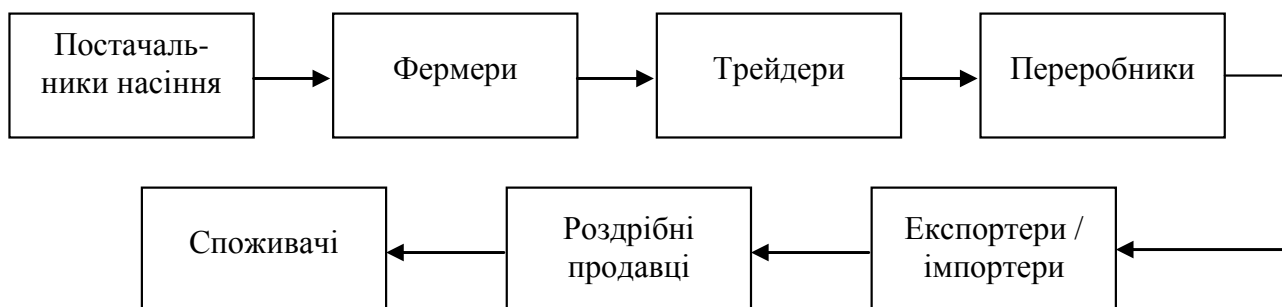 Постачаль-
ники насіння
Фермери
Трейдери
Переробники
Експортери /
імпортери
Роздрібні
продавці
Споживачі